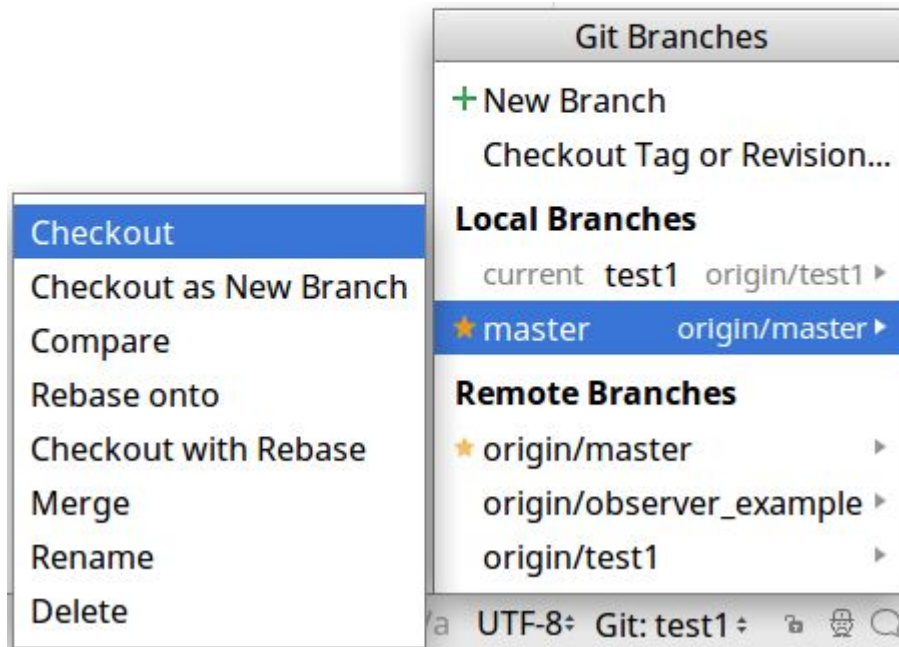 Git Branches
+ New Branch
Checkout Tag or Revision...
Local Branches
current test1 origin/test1
master origin/master
Remote Branches
origin/master
origin/observer_example
origin/test1
Checkout
Checkout as New Branch
Compare
Rebase onto
Checkout with Rebase
Merge
Rename
Delete
/a UTF-8 Git: test1